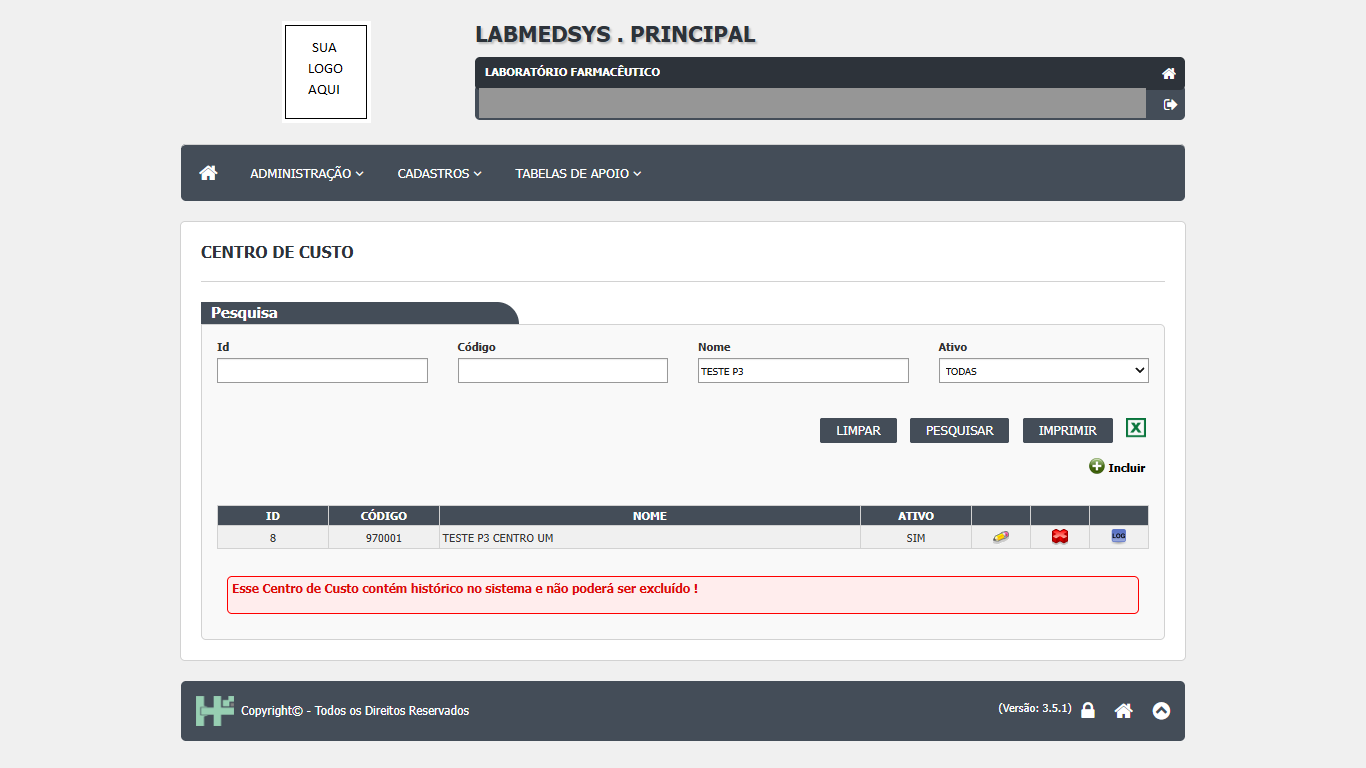 SUA
LOGO
AQUI
LABMEDSYS . PRINCIPAL
LABORATÓRIO FARMACÊUTICO
ADMINISTRAÇÃO CADASTROS TABELAS DE APOIO
CENTRO DE CUSTO
Pesquisa
Id Código Nome Ativo
TESTE P3 TODAS
LIMPAR PESQUISAR IMPRIMIR X
Incluir
ID CÓDIGO NOME ATIVO
8 970001 TESTE P3 CENTRO UM SIM LOG
Esse Centro de Custo contém histórico no sistema e não poderá ser excluído !
Copyright© - Todos os Direitos Reservados (Versão: 3.5.1)